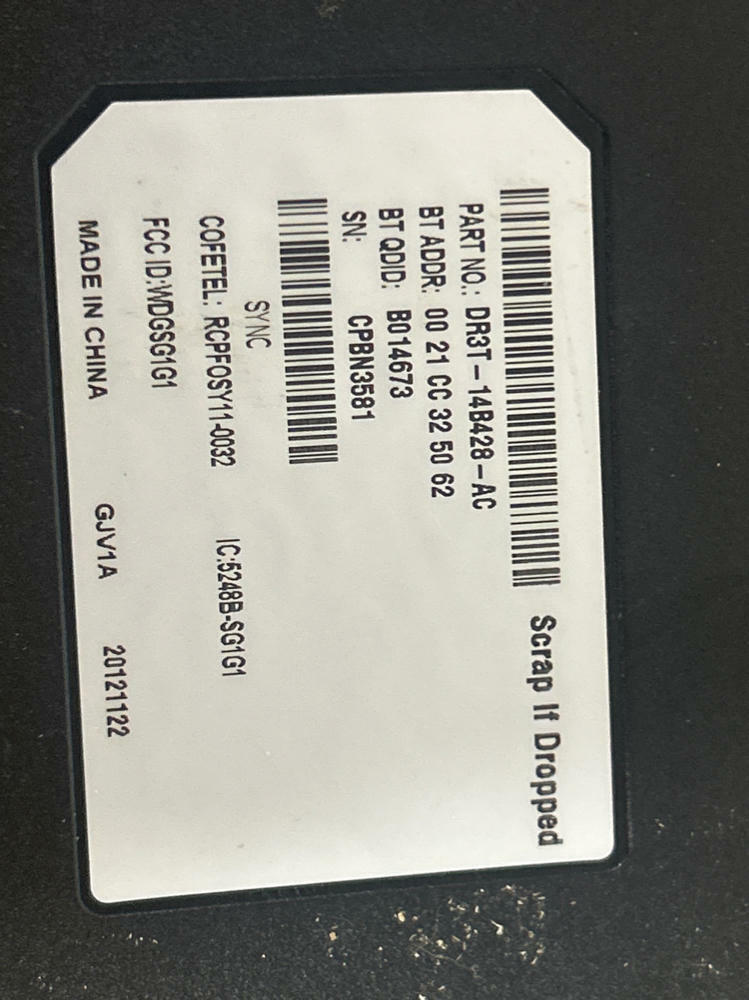 Scrap If Dropped
PART NO.: DR3T-14B428-AC
BT ADDR: 00 21 CC 32 50 62
BT QDID: B014673
SN: CPBN3581
SYNC
COFETEL: RCPFOSY11-0032 IC:5248B-SG1G1
FCC ID:WDGSG1G1
MADE IN CHINA GJV1A 20121122